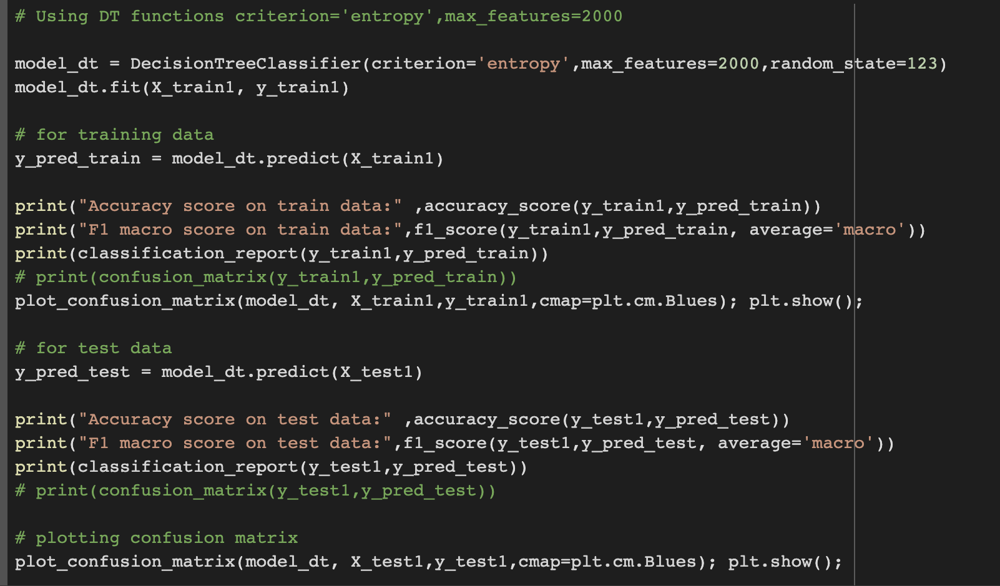 # Using DT functions criterion='entropy',max_features=2000
model_dt = DecisionTreeClassifier(criterion='entropy',max_features=2000,random_state=123)
model_dt.fit(X_train1, y_train1)
# for training data
y_pred_train = model_dt.predict(X_train1)
print("Accuracy score on train data:" ,accuracy_score(y_train1,y_pred_train))
print("F1 macro score on train data:",f1_score(y_train1,y_pred_train, average='macro'))
print(classification_report(y_train1,y_pred_train))
# print(confusion_matrix(y_train1,y_pred_train))
plot_confusion_matrix(model_dt, X_train1,y_train1,cmap=plt.cm.Blues); plt.show();
# for test data
y_pred_test = model_dt.predict(X_test1)
print("Accuracy score on test data:" ,accuracy_score(y_test1,y_pred_test))
print("F1 macro score on test data:",f1_score(y_test1,y_pred_test, average='macro'))
print(classification_report(y_test1,y_pred_test))
# print(confusion_matrix(y_test1,y_pred_test))
# plotting confusion matrix
plot_confusion_matrix(model_dt, X_test1,y_test1,cmap=plt.cm.Blues); plt.show();